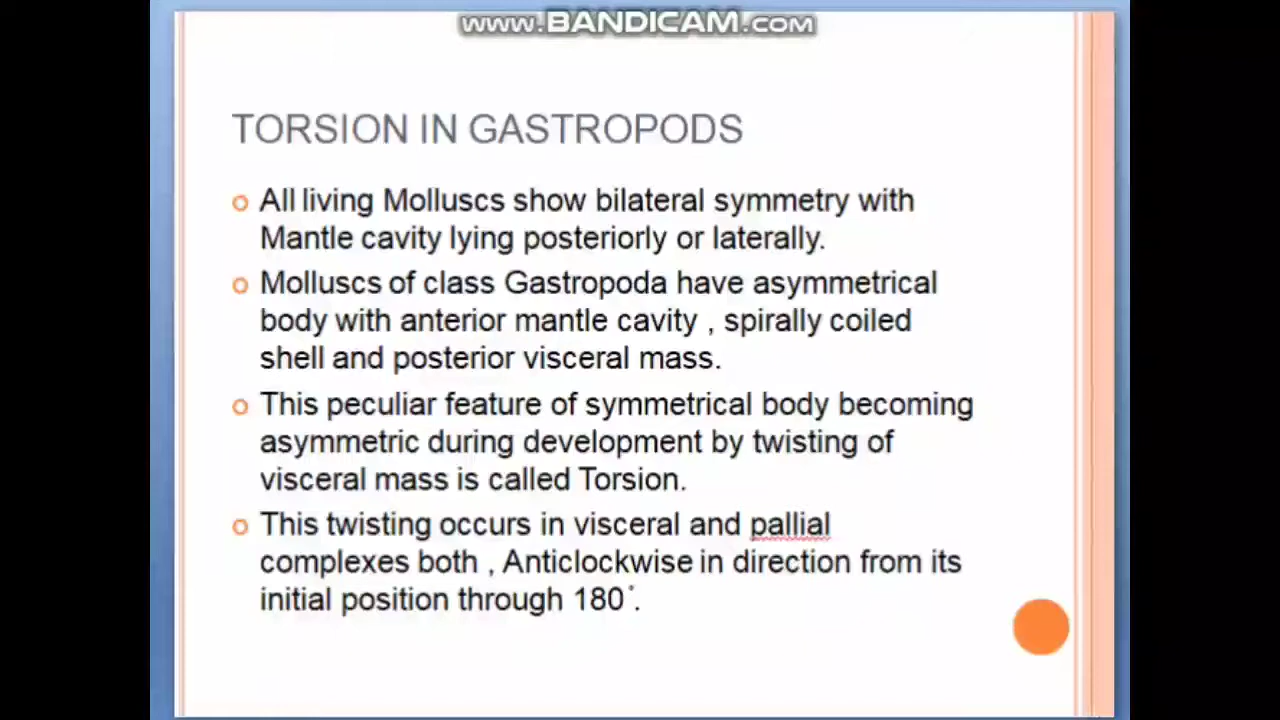 www.BANDICAM.com
TORSION IN GASTROPODS
All living Molluscs show bilateral symmetry with
Mantle cavity lying posteriorly or laterally.
Molluscs of class Gastropoda have asymmetrical
body with anterior mantle cavity , spirally coiled
shell and posterior visceral mass.
This peculiar feature of symmetrical body becoming
asymmetric during development by twisting of
visceral mass is called Torsion.
This twisting occurs in visceral and pallial
complexes both , Anticlockwise in direction from its
initial position through 180˚.